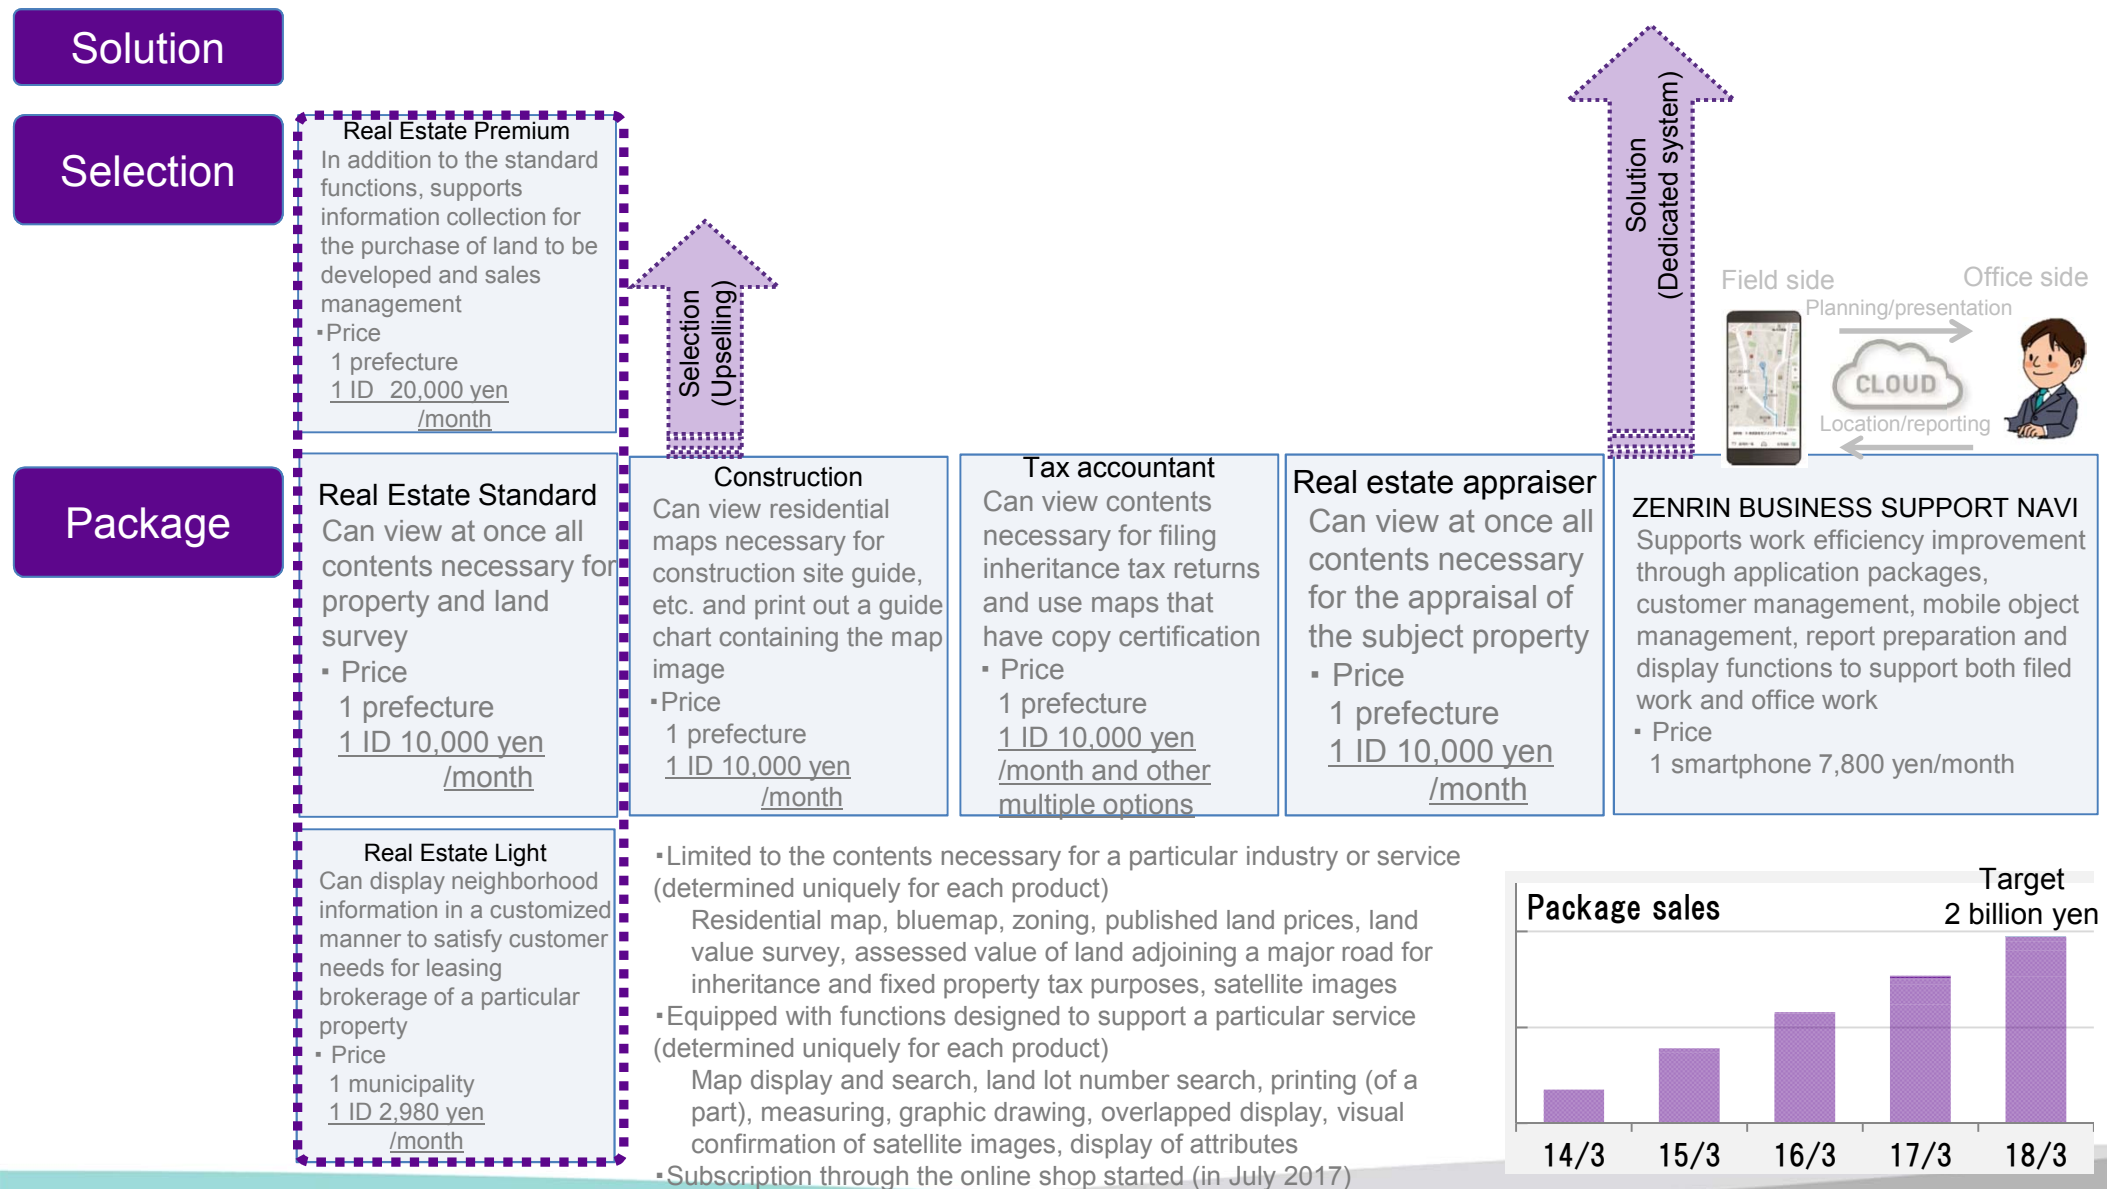 Solution
Selection
Package
Real Estate Premium
In addition to the standard
functions, supports
information collection for
the purchase of land to be
developed and sales
management
▪Price
1 prefecture
1 ID 20,000 yen
/month
Real Estate Standard
Can view at once all
contents necessary for
property and land
survey
▪ Price
1 prefecture
1 ID 10,000 yen
/month
Real Estate Light
Can display neighborhood
information in a customized
manner to satisfy customer
needs for leasing
brokerage of a particular
property
▪ Price
1 municipality
1 ID 2,980 yen
/month
Selection
(Upselling)
Construction
Can view residential
maps necessary for
construction site guide,
etc. and print out a guide
chart containing the map
image
▪Price
1 prefecture
1 ID 10,000 yen
/month
Tax accountant
Can view contents
necessary for filing
inheritance tax returns
and use maps that
have copy certification
▪ Price
1 prefecture
1 ID 10,000 yen
/month and other
multiple options
Real estate appraiser
Can view at once all
contents necessary
for the appraisal of
the subject property
▪ Price
1 prefecture
1 ID 10,000 yen
/month
Solution
(Dedicated system)
Field side
Office side
Planning/presentation
CLOUD
Location/reporting
ZENRIN BUSINESS SUPPORT NAVI
Supports work efficiency improvement
through application packages,
customer management, mobile object
management, report preparation and
display functions to support both filed
work and office work
▪ Price
1 smartphone 7,800 yen/month
▪Limited to the contents necessary for a particular industry or service
(determined uniquely for each product)
Residential map, bluemap, zoning, published land prices, land
value survey, assessed value of land adjoining a major road for
inheritance and fixed property tax purposes, satellite images
▪Equipped with functions designed to support a particular service
(determined uniquely for each product)
Map display and search, land lot number search, printing (of a
part), measuring, graphic drawing, overlapped display, visual
confirmation of satellite images, display of attributes
▪Subscription through the online shop started (in July 2017)
Package sales
Target
2 billion yen
14/3
15/3
16/3
17/3
18/3